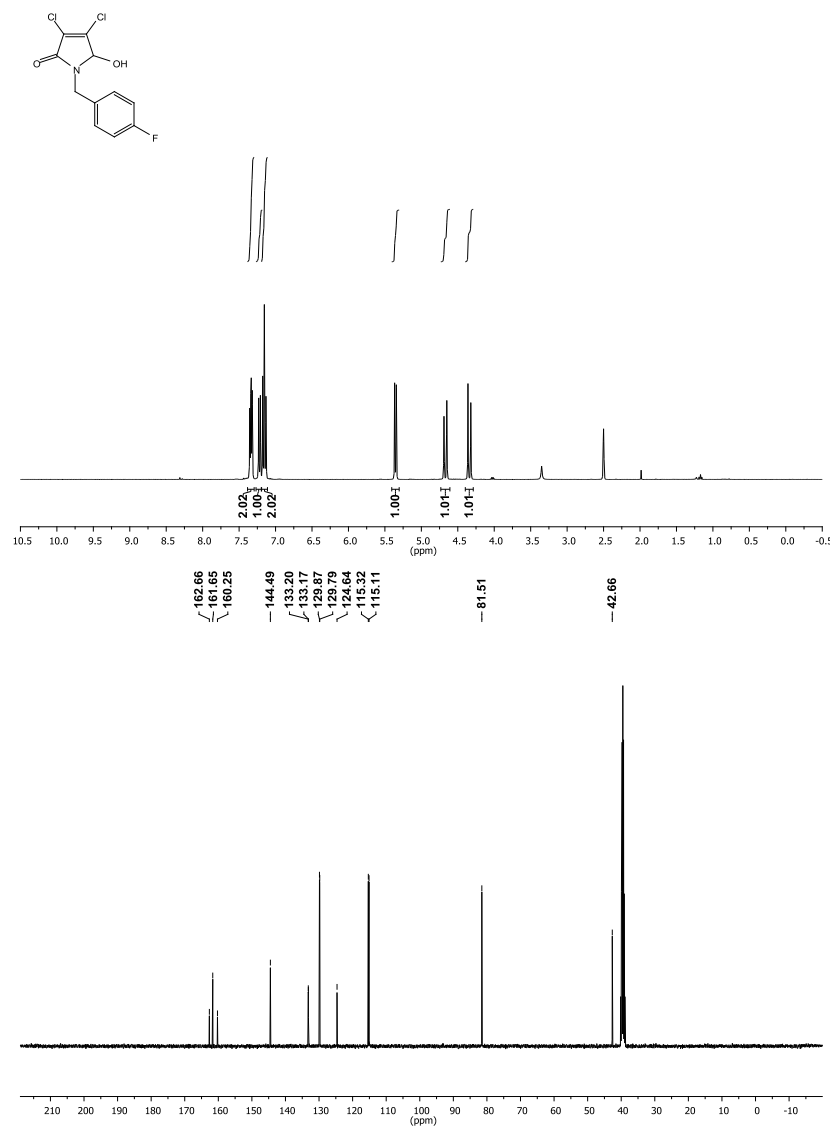 Cl Cl
O N OH
F
2.02 1.00 2.02 1.00 1.01 1.01
10.5 10.0 9.5 9.0 8.5 8.0 7.5 7.0 6.5 6.0 5.5 5.0 4.5 4.0 3.5 3.0 2.5 2.0 1.5 1.0 0.5 0.0 -0.5
(ppm)
162.66 161.65 160.25 144.49 133.20 133.17 129.87 129.79 124.64 115.32 115.11 81.51 42.66
210 200 190 180 170 160 150 140 130 120 110 100 90 80 70 60 50 40 30 20 10 0 -10
(ppm)